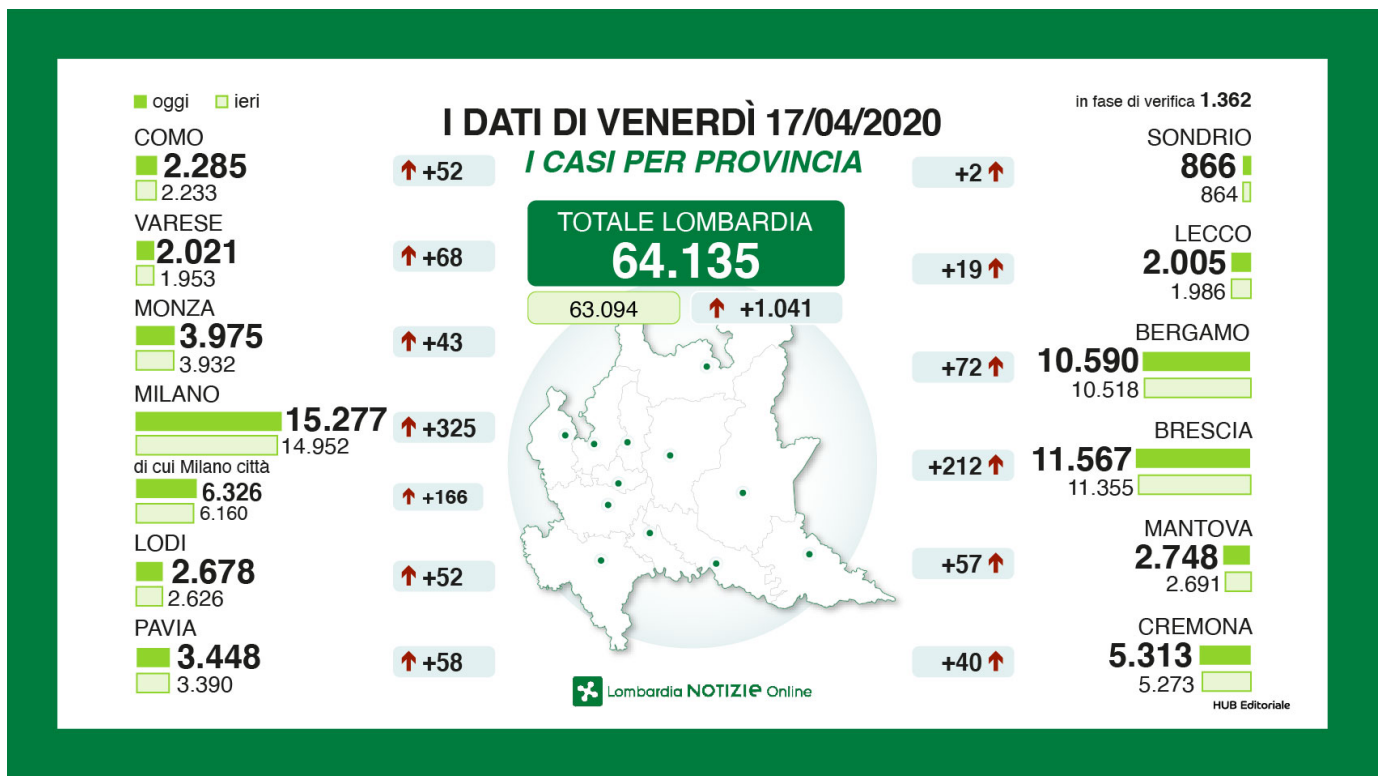 oggi ieri
I DATI DI VENERDÌ 17/04/2020
I CASI PER PROVINCIA
TOTALE LOMBARDIA
64.135
63.094
+1.041
COMO
2.285
2.233
+52
VARESE
2.021
1.953
+68
MONZA
3.975
3.932
+43
MILANO
15.277
14.952
+325
di cui Milano città
6.326
6.160
+166
LODI
2.678
2.626
+52
PAVIA
3.448
3.390
+58
in fase di verifica 1.362
SONDRIO
866
864
+2
LECCO
2.005
1.986
+19
BERGAMO
10.590
10.518
+72
BRESCIA
11.567
11.355
+212
MANTOVA
2.748
2.691
+57
CREMONA
5.313
5.273
+40
Lombardia NOTIZIE Online
HUB Editoriale